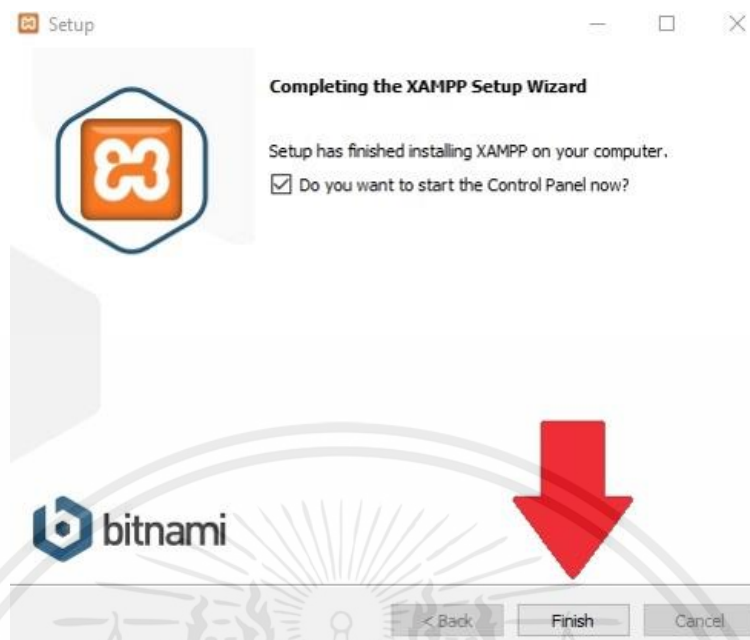 Setup
Completing the XAMPP Setup Wizard
Setup has finished installing XAMPP on your computer.
Do you want to start the Control Panel now?
bitnami
< Back
Finish
Cancel